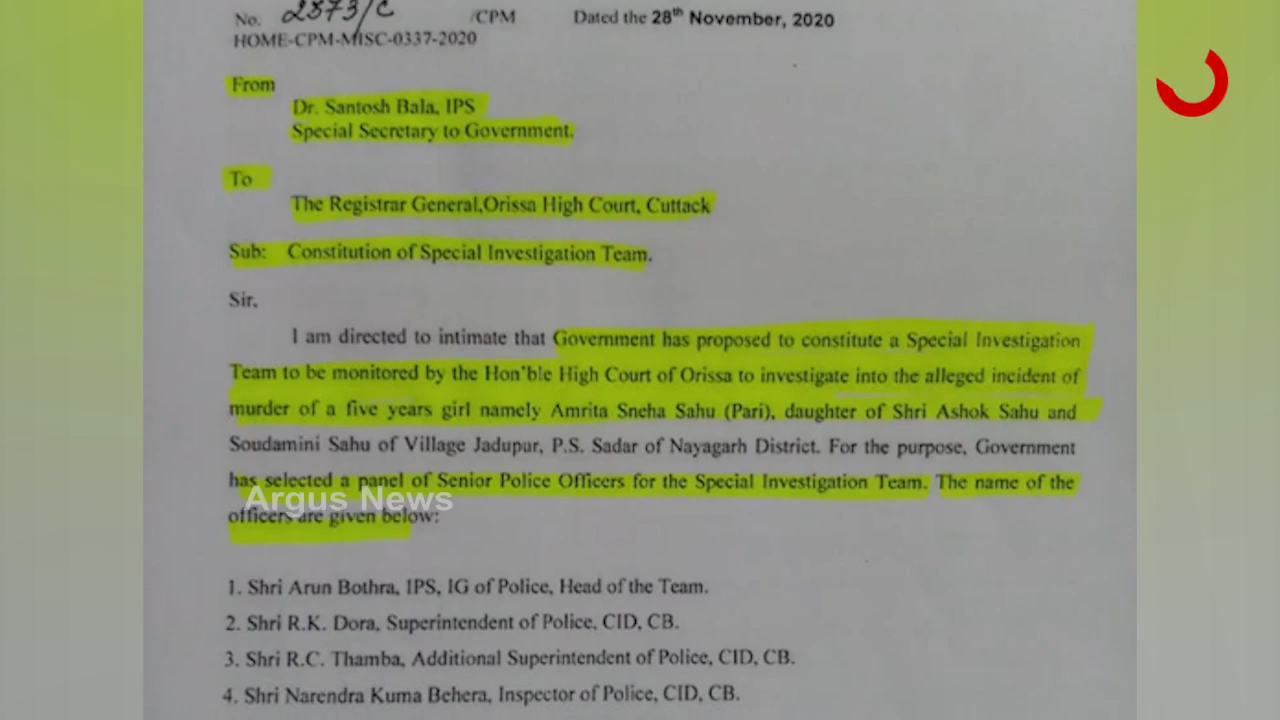 No. 2873/C /CPM Dated the 28th November, 2020
HOME-CPM-MISC-0337-2020
From
Dr. Santosh Bala, IPS
Special Secretary to Government.
To
The Registrar General,Orissa High Court, Cuttack
Sub: Constitution of Special Investigation Team.
Sir,
I am directed to intimate that Government has proposed to constitute a Special Investigation
Team to be monitored by the Hon'ble High Court of Orissa to investigate into the alleged incident of
murder of a five years girl namely Amrita Sneha Sahu (Pari), daughter of Shri Ashok Sahu and
Soudamini Sahu of Village Jadupur, P.S. Sadar of Nayagarh District. For the purpose, Government
has selected a panel of Senior Police Officers for the Special Investigation Team. The name of the
Argus News
officers are given below:
1. Shri Arun Bothra, IPS, IG of Police, Head of the Team.
2. Shri R.K. Dora, Superintendent of Police, CID, CB.
3. Shri R.C. Thamba, Additional Superintendent of Police, CID, CB.
4. Shri Narendra Kuma Behera, Inspector of Police, CID, CB.